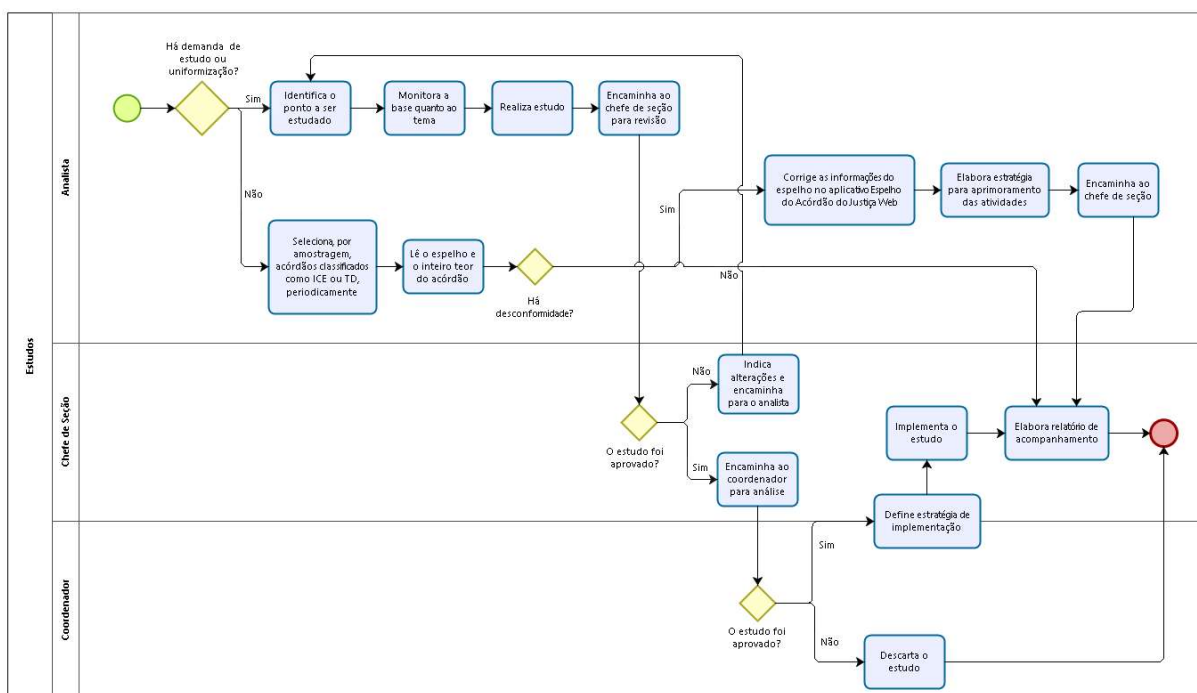 Estudos
Analista
Há demanda de
estudo ou
uniformização?
Sim
Identifica o
ponto a ser
estudado
Monitora a
base quanto ao
tema
Realiza estudo
Encaminha ao
chefe de seção
para revisão
Não
Seleciona, por
amostragem,
acórdãos classificados
como ICE ou TD,
periodicamente
Lê o espelho e
o inteiro teor
do acórdão
Há
desconformidade?
Sim
Não
Corrige as informações do
espelho no aplicativo Espelho
do Acórdão do Justiça Web
Elabora estratégia
para aprimoramento
das atividades
Encaminha ao
chefe de seção
Chefe de Seção
O estudo foi
aprovado?
Não
Indica
alterações e
encaminha
para o analista
Sim
Encaminha ao
coordenador
para análise
Implementa o
estudo
Elabora relatório de
acompanhamento
Define estratégia de
implementação
Coordenador
O estudo foi
aprovado?
Sim
Não
Descarta o
estudo